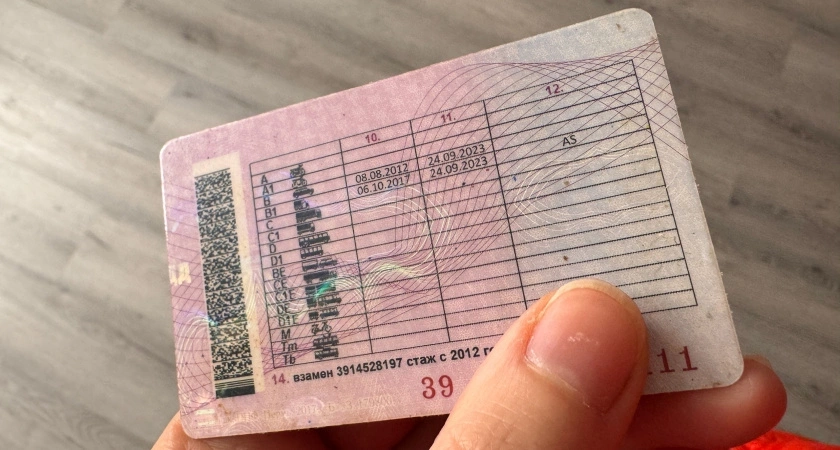 10. 11. 12.
A
A1
B 08.08.2012 24.09.2023
B1 06.10.2017 24.09.2023 AS
C
C1
D
D1
BE
CE
C1E
DE
D1E
M
Tm
Tb
14. взамен 3914528197 стаж с 2012
39 11